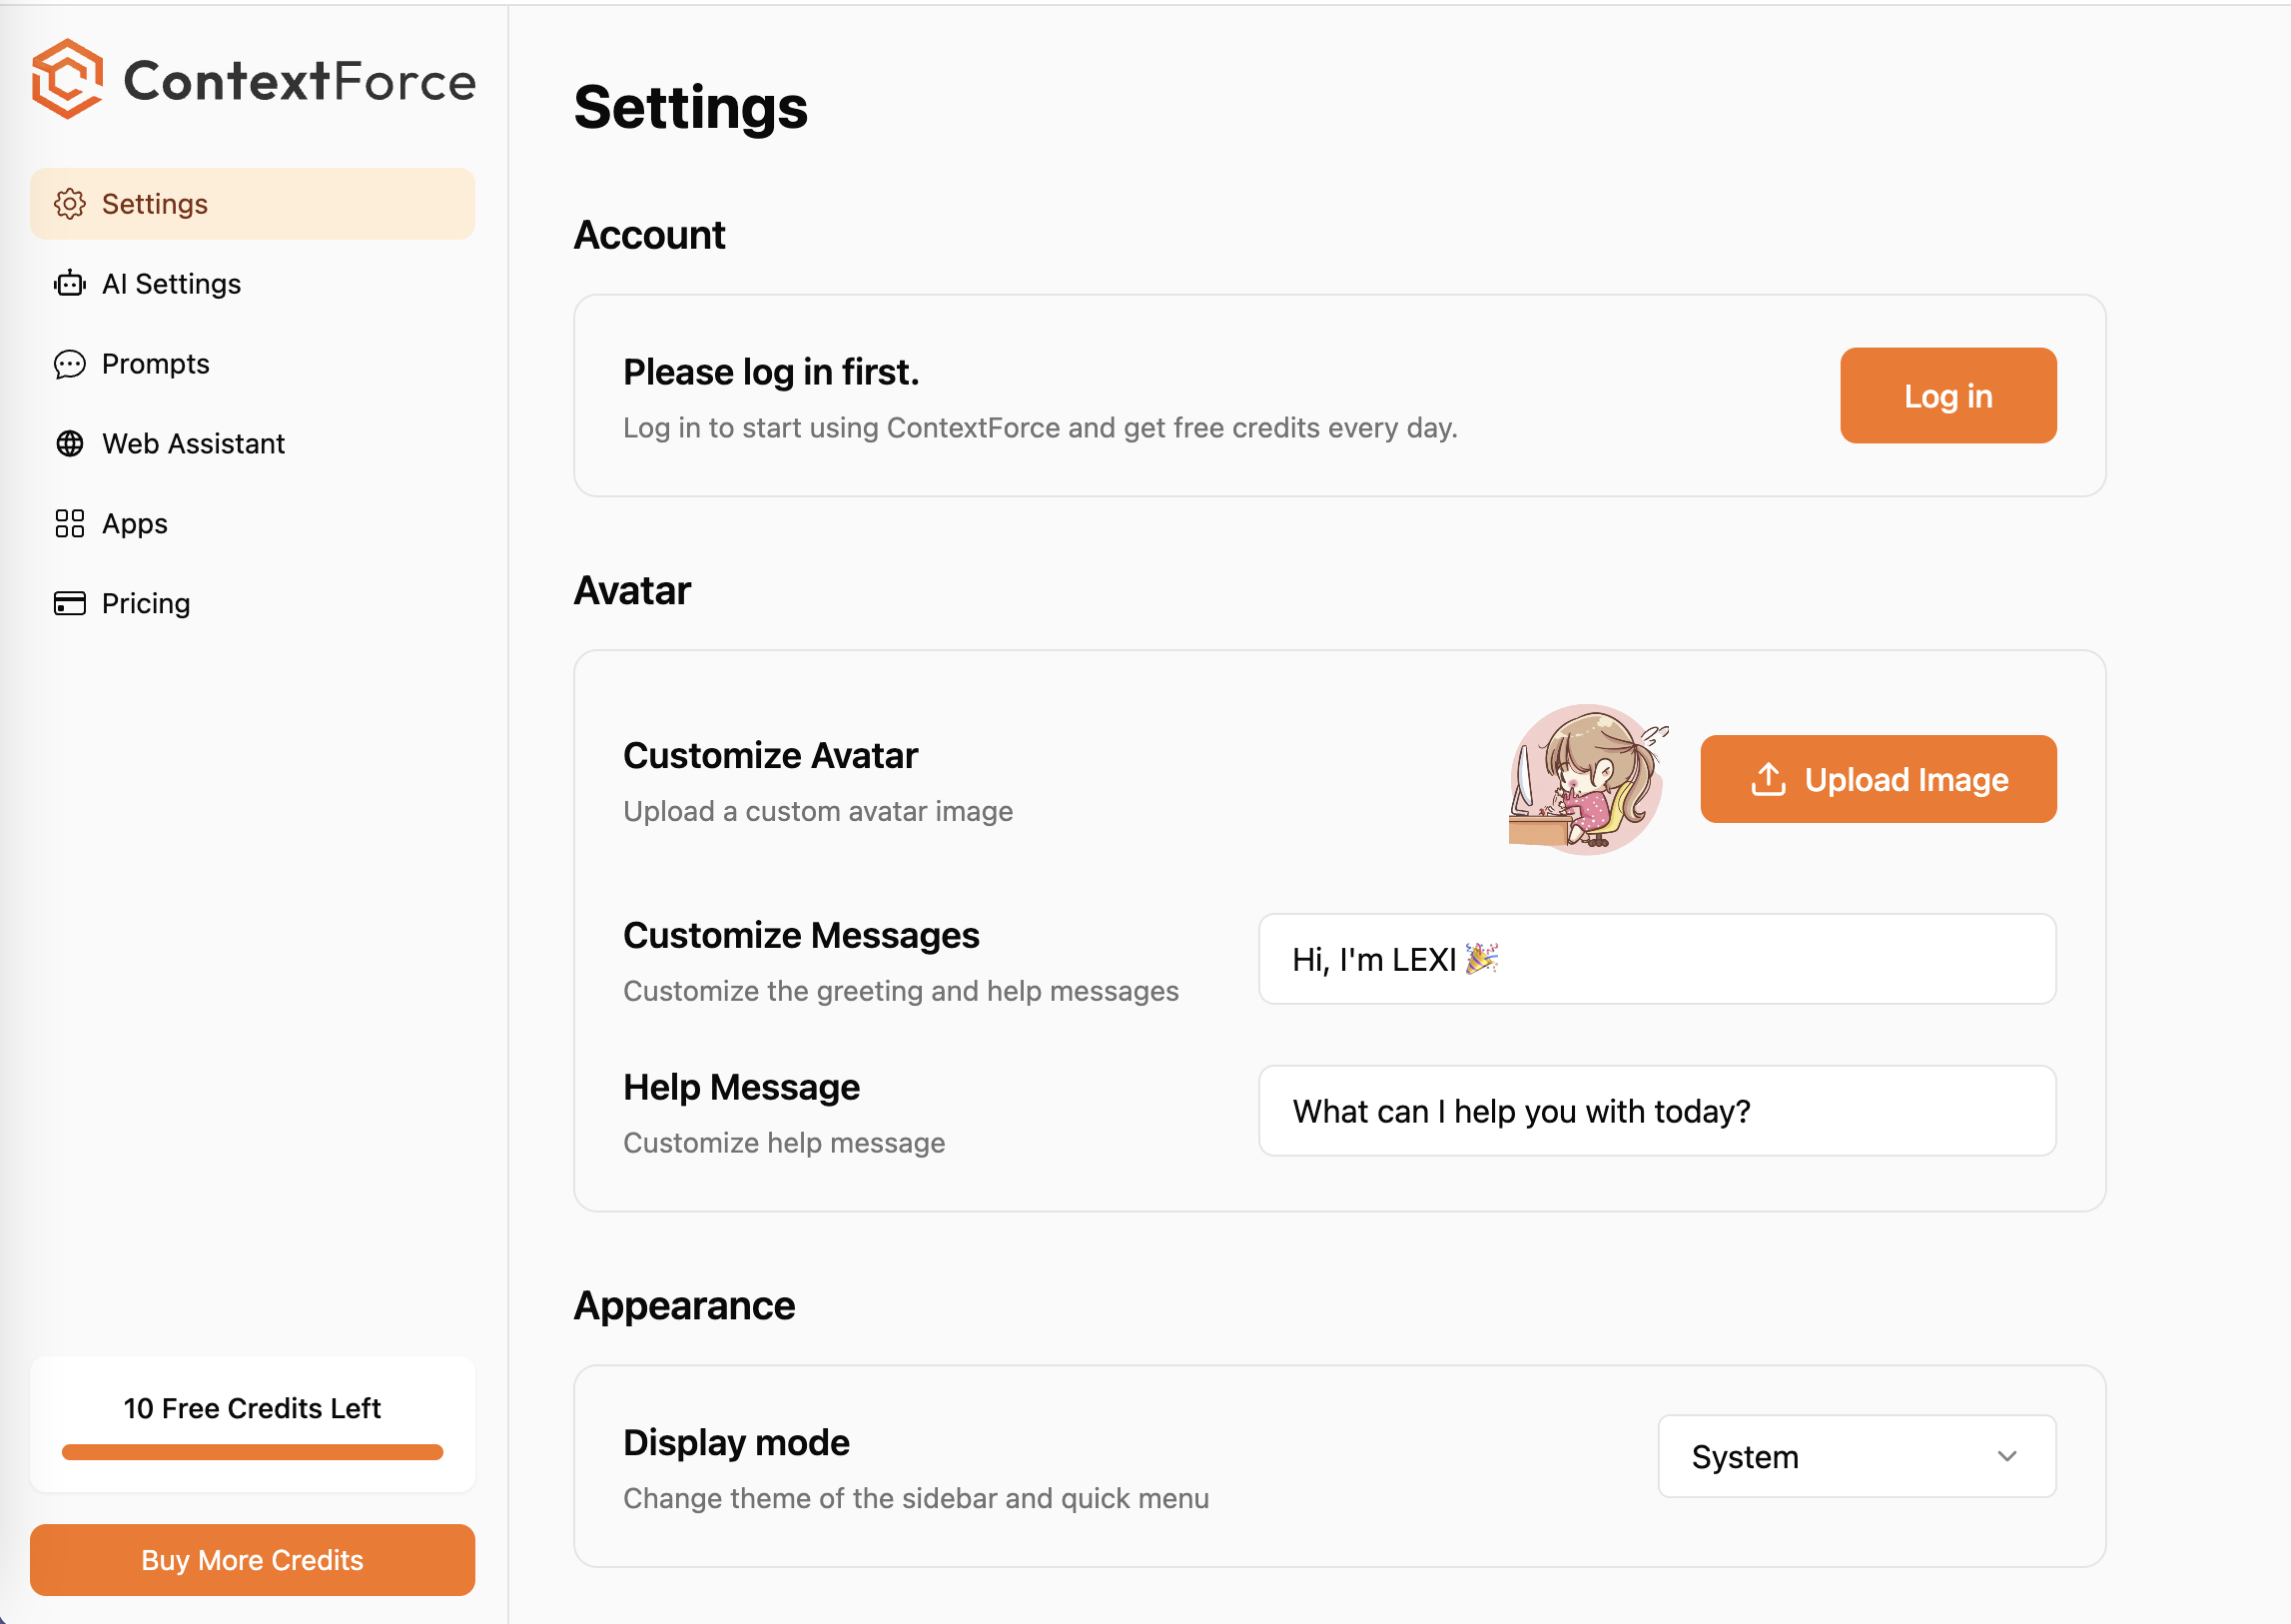 ContextForce
Settings
AI Settings
Prompts
Web Assistant
Apps
Pricing
10 Free Credits Left
Buy More Credits
Settings
Account
Please log in first.
Log in to start using ContextForce and get free credits every day.
Log in
Avatar
Customize Avatar
Upload a custom avatar image
Upload Image
Customize Messages
Customize the greeting and help messages
Hi, I'm LEXI 🎉
Help Message
Customize help message
What can I help you with today?
Appearance
Display mode
Change theme of the sidebar and quick menu
System